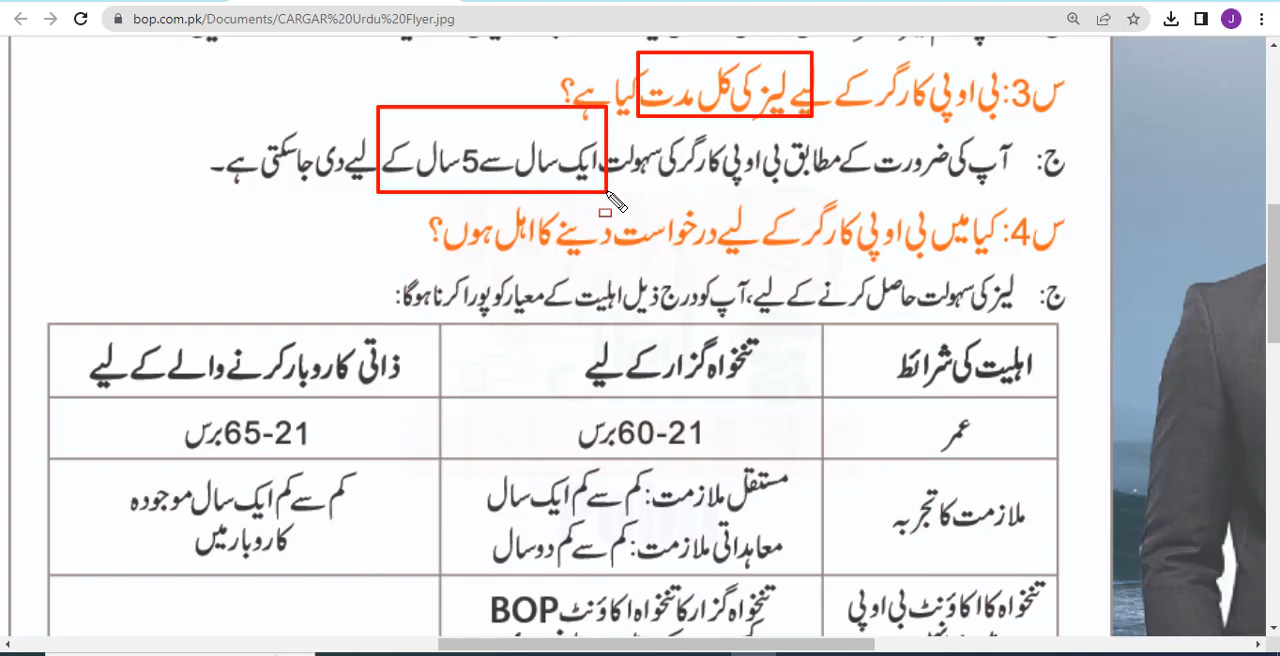 bop.com.pk/Documents/CARGAR%20Urdu%20Flyer.jpg
J
س3: بی او پی کارگر کے لیے لیز کی کل مدت کیا ہے؟
ج: آپ کی ضرورت کے مطابق بی او پی کارگر کی سہولت ایک سال سے 5 سال کے لیے دی جاسکتی ہے۔
س4: کیا میں بی او پی کارگر کے لیے درخواست دینے کا اہل ہوں؟
ج: لیز کی سہولت حاصل کرنے کے لیے، آپ کو درج ذیل اہلیت کے معیار کو پورا کرنا ہوگا:
اہلیت کی شرائط تنخواہ گزار کے لیے ذاتی کاروبار کرنے والے کے لیے
عمر 21-60 برس 21-65 برس
ملازمت کا تجربہ
مستقل ملازمت: کم سے کم ایک سال
معاہداتی ملازمت: کم سے کم دو سال
کم سے کم ایک سال موجودہ
کاروبار میں
تنخواہ کا اکاؤنٹ بی او پی
تنخواہ گزار کا تنخواہ اکاؤنٹ BOP